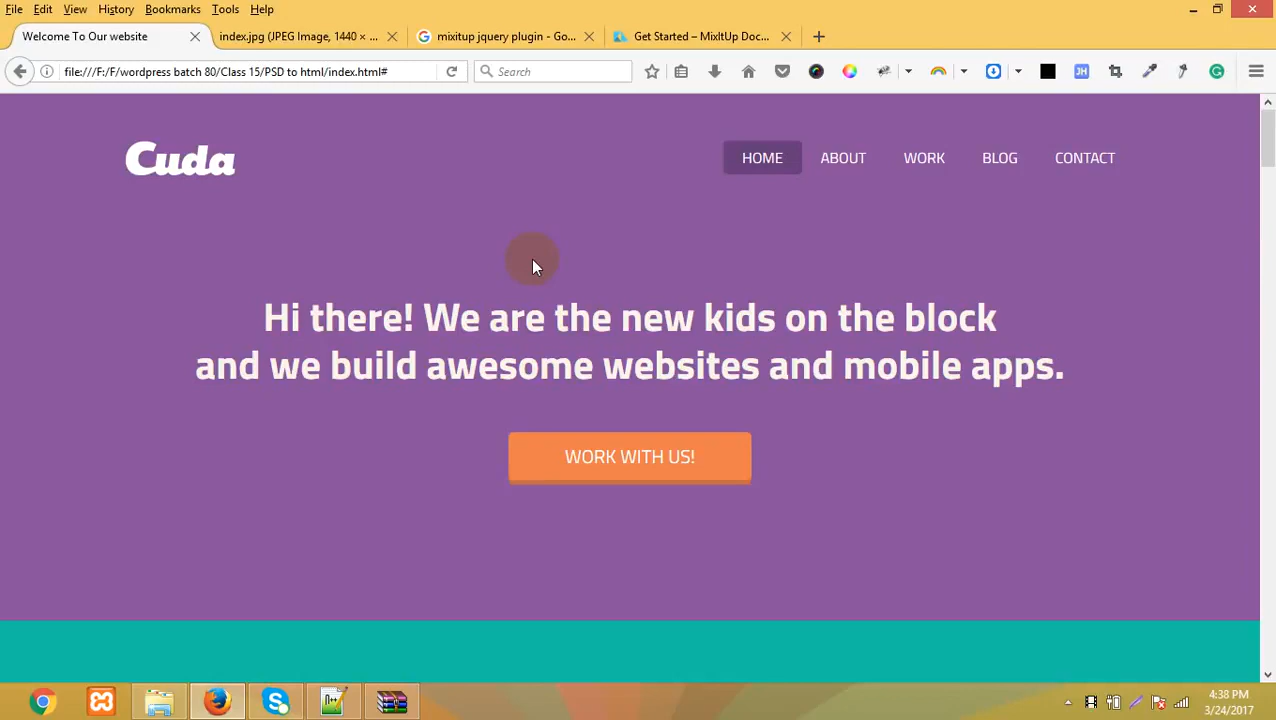 File Edit View History Bookmarks Tools Help
Welcome To Our website
index.jpg (JPEG Image, 1440 × ...
mixitup jquery plugin - Go...
Get Started – MixItUp Doc...
file:///F:/F/wordpress batch 80/Class 15/PSD to html/index.html#
Search
JH
Cuda
HOME ABOUT WORK BLOG CONTACT
Hi there! We are the new kids on the block
and we build awesome websites and mobile apps.
WORK WITH US!
4:38 PM
3/24/2017